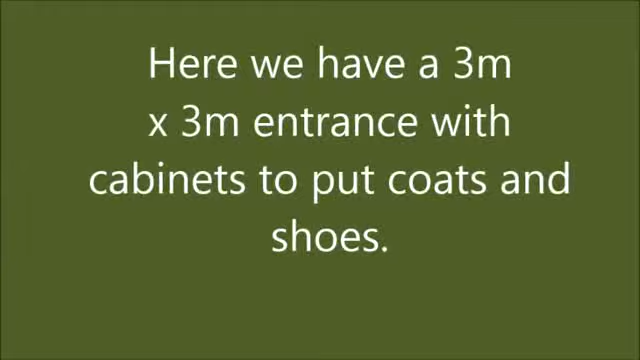 Here we have a 3m
x 3m entrance with
cabinets to put coats and
shoes.